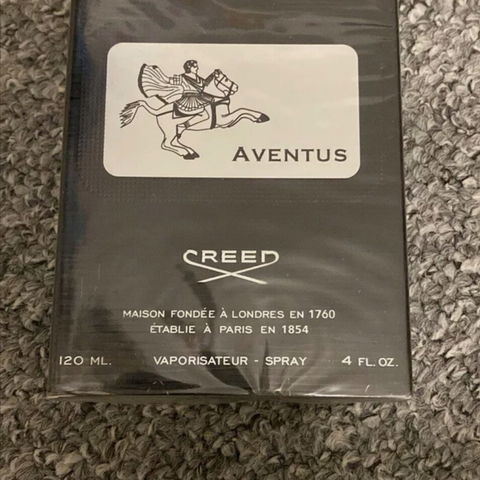 AVENTUS
CREED
MAISON FONDÉE À LONDRES EN 1760
ÉTABLIE À PARIS EN 1854
120 ML. VAPORISATEUR - SPRAY 4 FL. OZ.